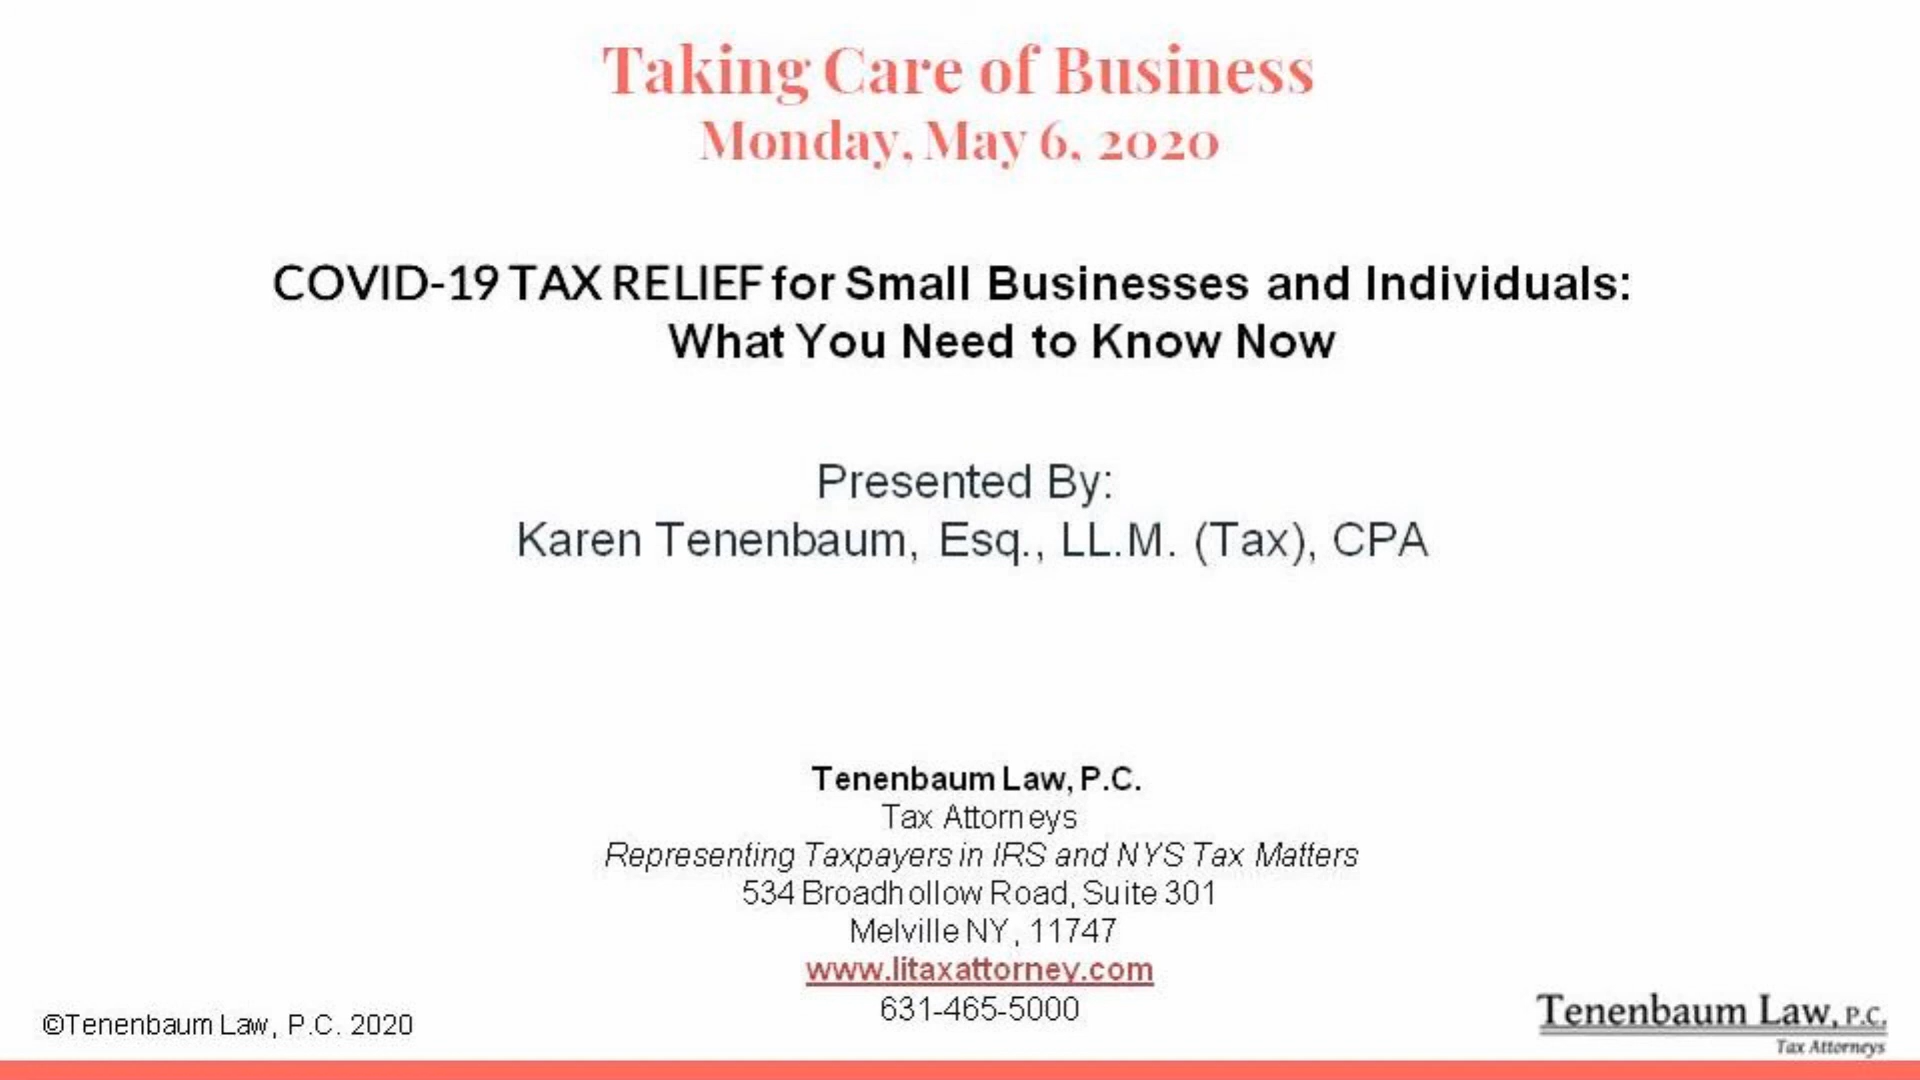 Taking Care of Business
Monday, May 6, 2020
COVID-19 TAX RELIEF for Small Businesses and Individuals:
What You Need to Know Now
Presented By:
Karen Tenenbaum, Esq., LL.M. (Tax), CPA
Tenenbaum Law, P.C.
Tax Attorneys
Representing Taxpayers in IRS and NYS Tax Matters
534 Broadhollow Road, Suite 301
Melville NY, 11747
www.litaxattorney.com
631-465-5000
©Tenenbaum Law, P.C. 2020
Tenenbaum Law, P.C.
Tax Attorneys